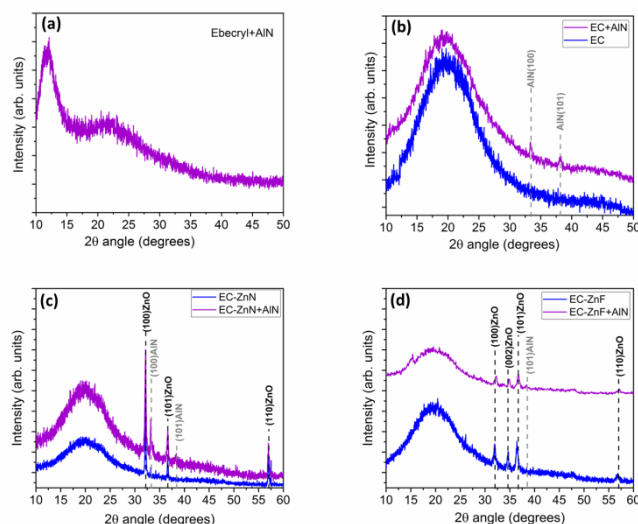 (a)
Ebecryl+AlN
Intensity (arb. units)
10 15 20 25 30 35 40 45 50
2θ angle (degrees)
(b)
EC+AlN
EC
AlN(100)
AlN(101)
Intensity (arb. units)
10 20 30 40 50
2θ angle (degrees)
(c)
EC-ZnN
EC-ZnN+AlN
(100)ZnO
(100)AlN
(101)ZnO
(101)AlN
(110)ZnO
Intensity (arb. units)
10 15 20 25 30 35 40 45 50 55 60
2θ angle (degrees)
(d)
EC-ZnF
EC-ZnF+AlN
(100)ZnO
(002)ZnO
(101)ZnO
(101)AlN
(110)ZnO
Intensity (arb. units)
10 15 20 25 30 35 40 45 50 55 60
2θ angle (degrees)